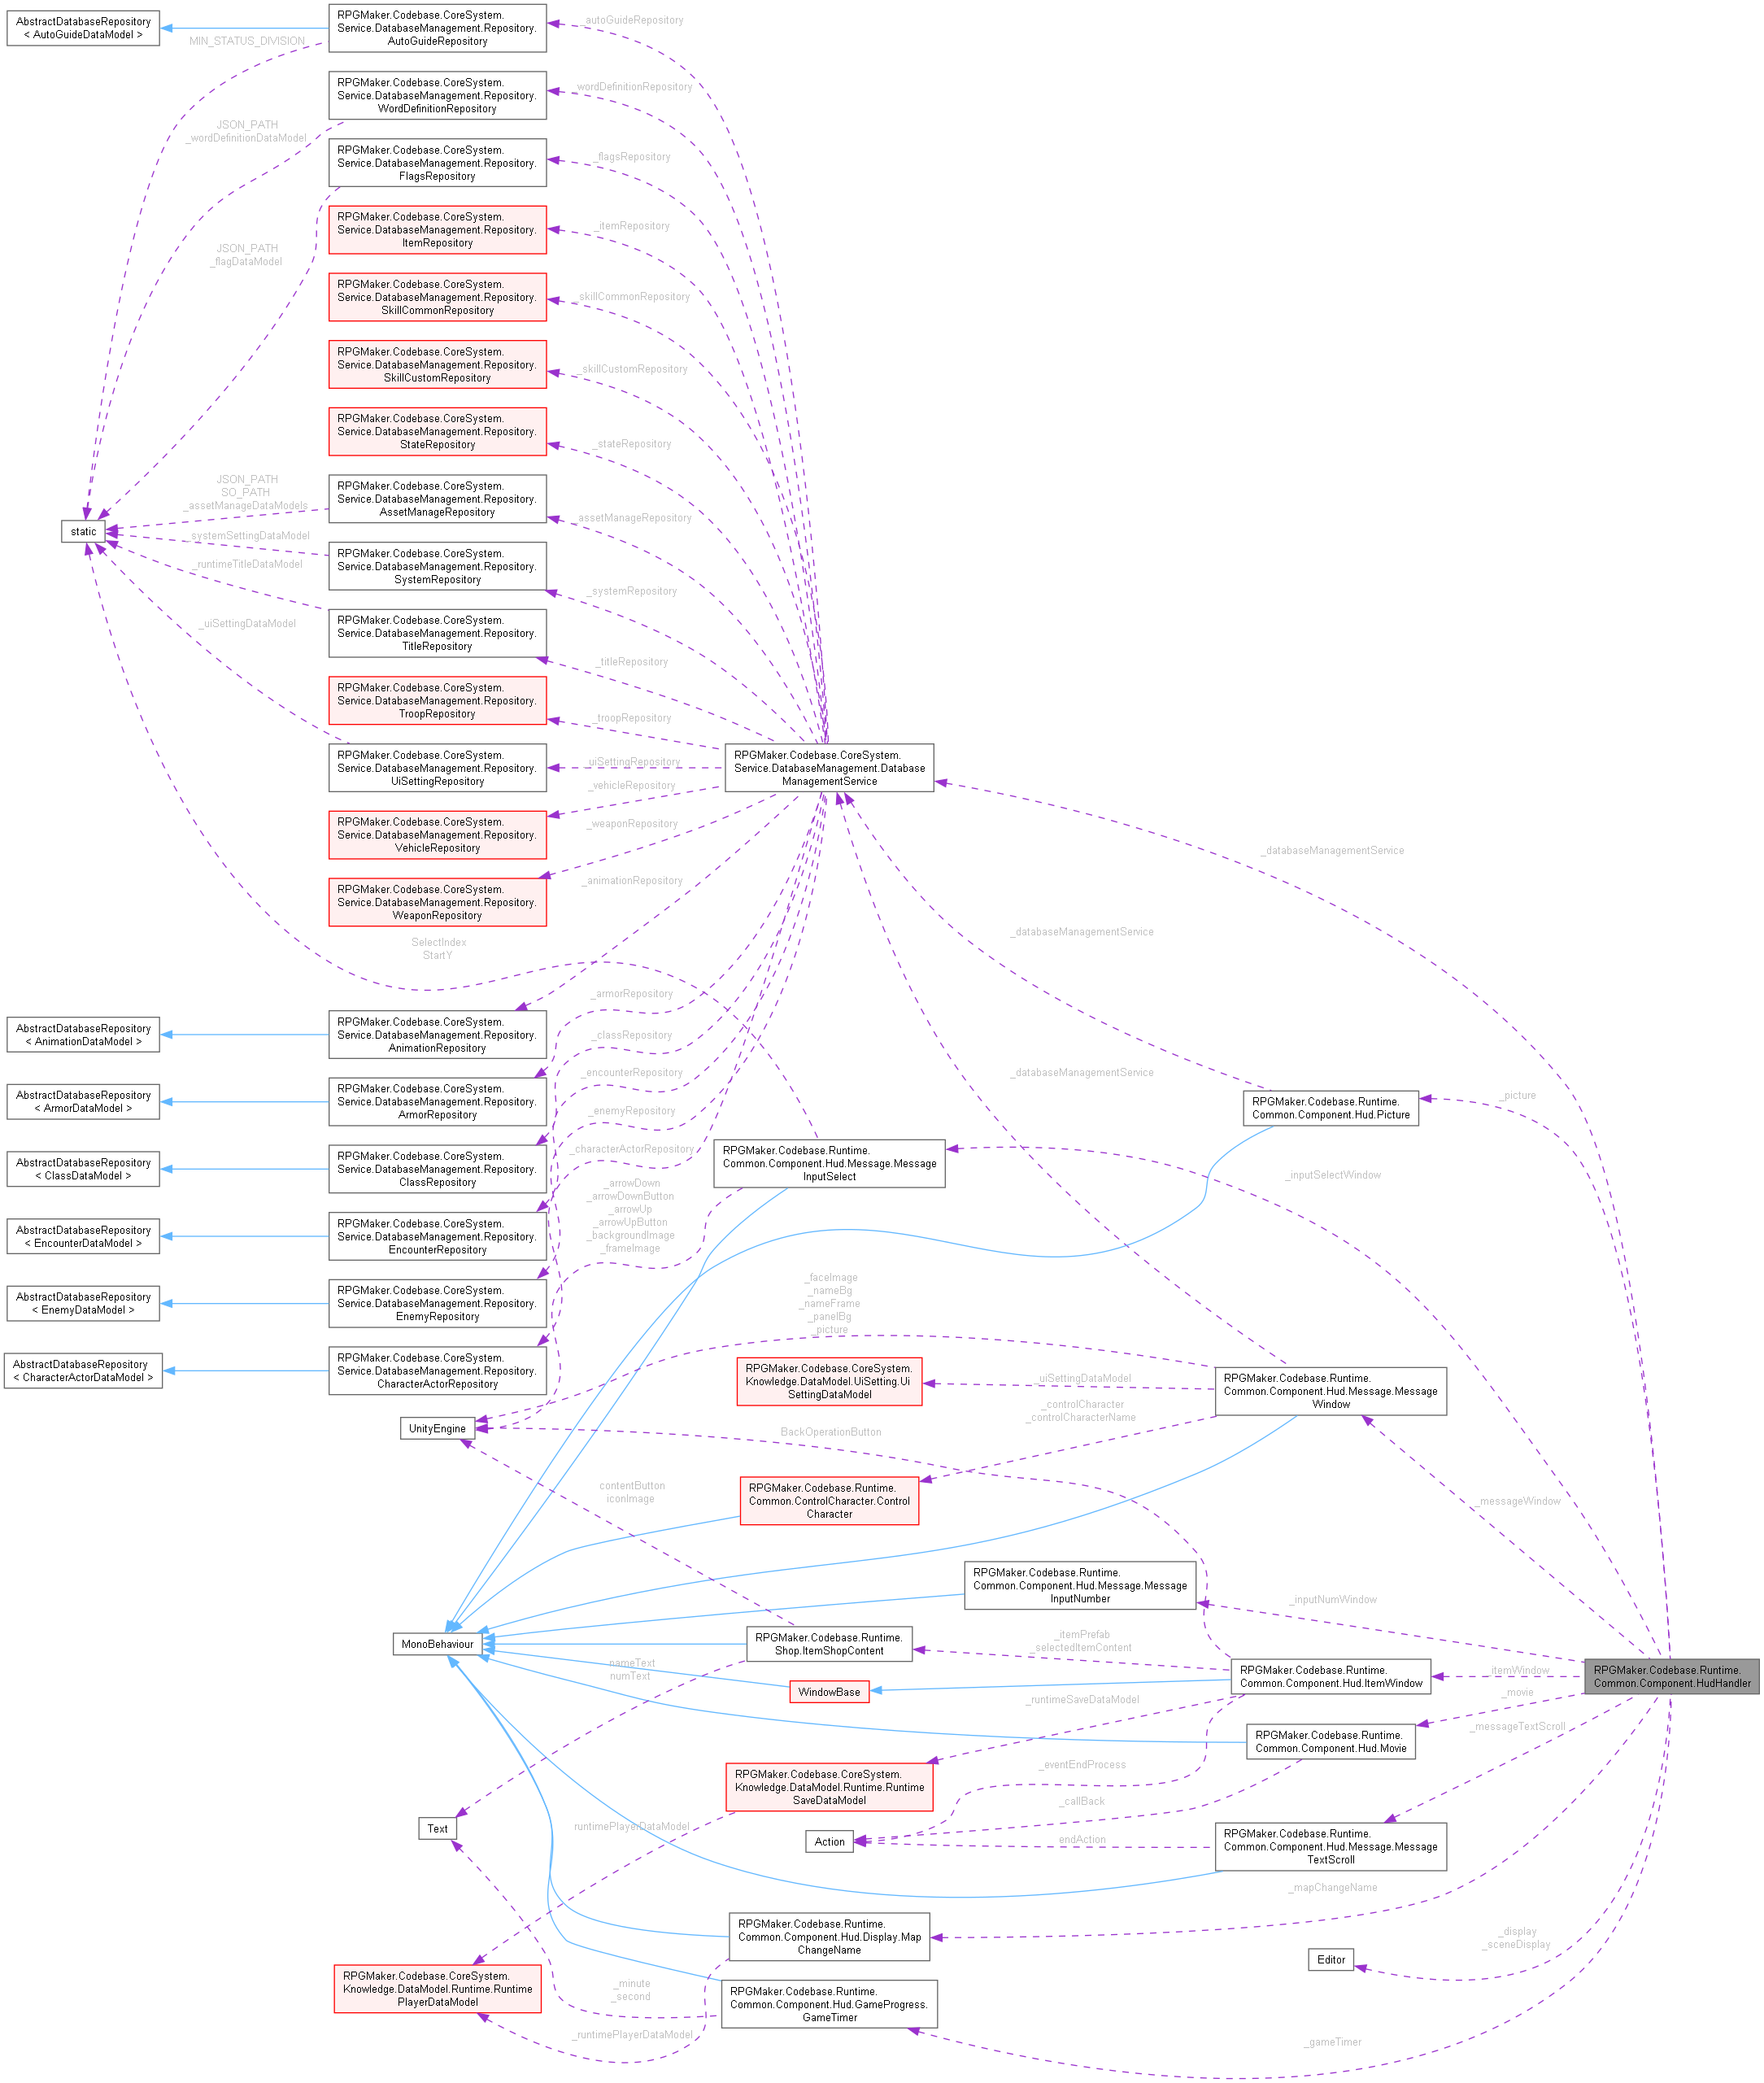 AbstractDatabaseRepository
< AutoGuideDataModel >
RPGMaker.Codebase.CoreSystem.
Service.DatabaseManagement.Repository.
AutoGuideRepository
_autoGuideRepository
MIN_STATUS_DIVISION
RPGMaker.Codebase.CoreSystem.
Service.DatabaseManagement.Repository.
WordDefinitionRepository
_wordDefinitionRepository
JSON_PATH
_wordDefinitionDataModel
RPGMaker.Codebase.CoreSystem.
Service.DatabaseManagement.Repository.
FlagsRepository
_flagsRepository
RPGMaker.Codebase.CoreSystem.
Service.DatabaseManagement.Repository.
ItemRepository
_itemRepository
JSON_PATH
_flagDataModel
RPGMaker.Codebase.CoreSystem.
Service.DatabaseManagement.Repository.
SkillCommonRepository
_skillCommonRepository
RPGMaker.Codebase.CoreSystem.
Service.DatabaseManagement.Repository.
SkillCustomRepository
_skillCustomRepository
RPGMaker.Codebase.CoreSystem.
Service.DatabaseManagement.Repository.
StateRepository
_stateRepository
JSON_PATH
SO_PATH
_assetManageDataModels
RPGMaker.Codebase.CoreSystem.
Service.DatabaseManagement.Repository.
AssetManageRepository
_assetManageRepository
static
_systemSettingDataModel
RPGMaker.Codebase.CoreSystem.
Service.DatabaseManagement.Repository.
SystemRepository
_systemRepository
_runtimeTitleDataModel
RPGMaker.Codebase.CoreSystem.
Service.DatabaseManagement.Repository.
TitleRepository
_titleRepository
_uiSettingDataModel
RPGMaker.Codebase.CoreSystem.
Service.DatabaseManagement.Repository.
TroopRepository
_troopRepository
RPGMaker.Codebase.CoreSystem.
Service.DatabaseManagement.Repository.
UiSettingRepository
_uiSettingRepository
RPGMaker.Codebase.CoreSystem.
Service.DatabaseManagement.Database
ManagementService
_vehicleRepository
RPGMaker.Codebase.CoreSystem.
Service.DatabaseManagement.Repository.
VehicleRepository
_weaponRepository
_databaseManagementService
RPGMaker.Codebase.CoreSystem.
Service.DatabaseManagement.Repository.
WeaponRepository
_animationRepository
SelectIndex
StartY
_databaseManagementService
AbstractDatabaseRepository
< AnimationDataModel >
RPGMaker.Codebase.CoreSystem.
Service.DatabaseManagement.Repository.
AnimationRepository
_armorRepository
_classRepository
AbstractDatabaseRepository
< ArmorDataModel >
RPGMaker.Codebase.CoreSystem.
Service.DatabaseManagement.Repository.
ArmorRepository
_encounterRepository
_databaseManagementService
RPGMaker.Codebase.Runtime.
Common.Component.Hud.Picture
_picture
_enemyRepository
AbstractDatabaseRepository
< ClassDataModel >
RPGMaker.Codebase.CoreSystem.
Service.DatabaseManagement.Repository.
ClassRepository
_characterActorRepository
RPGMaker.Codebase.Runtime.
Common.Component.Hud.Message.Message
InputSelect
_inputSelectWindow
_arrowDown
_arrowDownButton
_arrowUp
_arrowUpButton
_backgroundImage
_frameImage
AbstractDatabaseRepository
< EncounterDataModel >
RPGMaker.Codebase.CoreSystem.
Service.DatabaseManagement.Repository.
EncounterRepository
AbstractDatabaseRepository
< EnemyDataModel >
RPGMaker.Codebase.CoreSystem.
Service.DatabaseManagement.Repository.
EnemyRepository
_faceImage
_nameBg
_nameFrame
_panelBg
_picture
AbstractDatabaseRepository
< CharacterActorDataModel >
RPGMaker.Codebase.CoreSystem.
Service.DatabaseManagement.Repository.
CharacterActorRepository
RPGMaker.Codebase.CoreSystem.
Knowledge.DataModel.UiSetting.Ui
SettingDataModel
_uiSettingDataModel
RPGMaker.Codebase.Runtime.
Common.Component.Hud.Message.Message
Window
_controlCharacter
_controlCharacterName
UnityEngine
BackOperationButton
contentButton
iconImage
RPGMaker.Codebase.Runtime.
Common.ControlCharacter.Control
Character
_messageWindow
RPGMaker.Codebase.Runtime.
Common.Component.Hud.Message.Message
InputNumber
_inputNumWindow
MonoBehaviour
RPGMaker.Codebase.Runtime.
Shop.ItemShopContent
_itemPrefab
_selectedItemContent
nameText
numText
RPGMaker.Codebase.Runtime.
Common.Component.Hud.ItemWindow
_itemWindow
RPGMaker.Codebase.Runtime.
Common.Component.HudHandler
WindowBase
_runtimeSaveDataModel
_movie
RPGMaker.Codebase.Runtime.
Common.Component.Hud.Movie
_messageTextScroll
RPGMaker.Codebase.CoreSystem.
Knowledge.DataModel.Runtime.Runtime
SaveDataModel
_eventEndProcess
_callBack
Text
runtimePlayerDataModel
Action
endAction
RPGMaker.Codebase.Runtime.
Common.Component.Hud.Message.Message
TextScroll
_mapChangeName
RPGMaker.Codebase.Runtime.
Common.Component.Hud.Display.Map
ChangeName
Editor
_display
_sceneDisplay
RPGMaker.Codebase.CoreSystem.
Knowledge.DataModel.Runtime.Runtime
PlayerDataModel
_minute
_second
RPGMaker.Codebase.Runtime.
Common.Component.Hud.GameProgress.
GameTimer
_runtimePlayerDataModel
_gameTimer